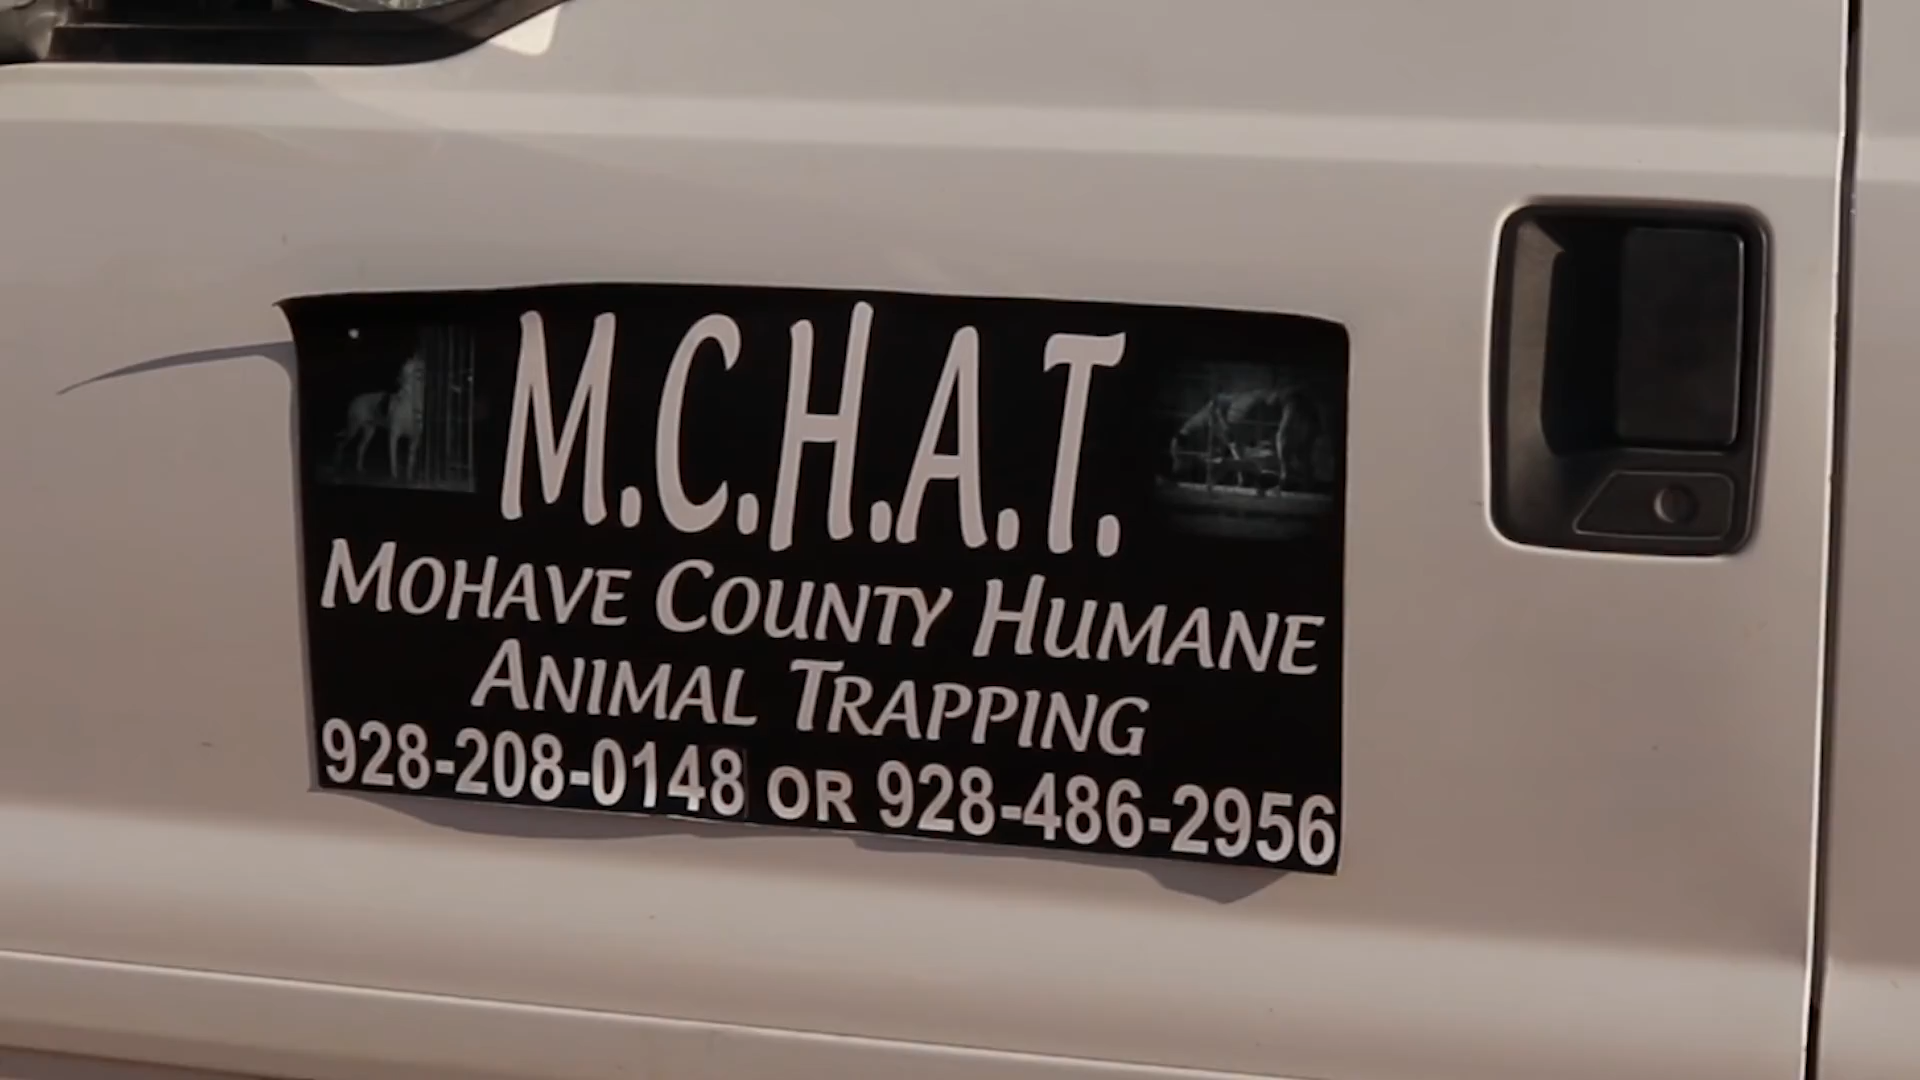 M.C.H.A.T.
MOHAVE COUNTY HUMANE
ANIMAL TRAPPING
928-208-0148 OR 928-486-2956